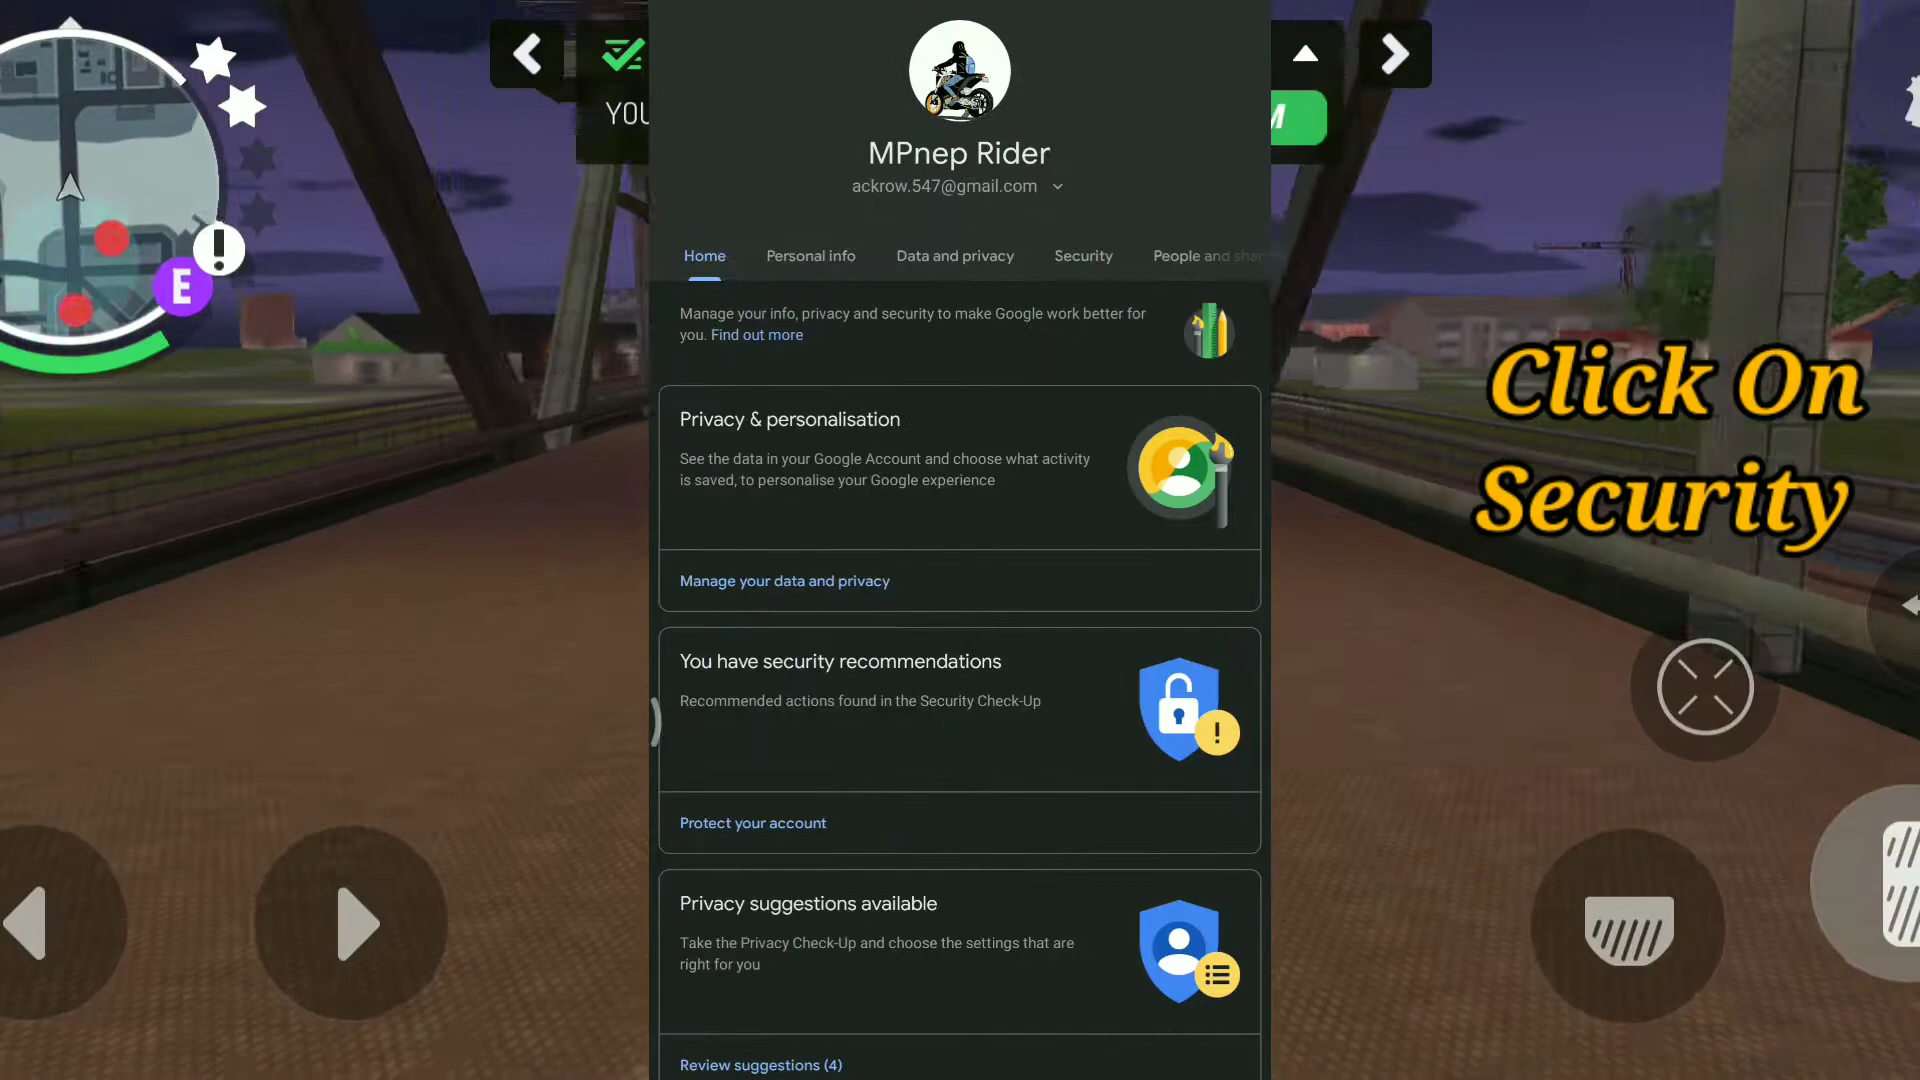 YOU
M
E
MPnep Rider
ackrow.547@gmail.com
Home Personal info Data and privacy Security People and shar
Manage your info, privacy and security to make Google work better for
you. Find out more
Privacy & personalisation
See the data in your Google Account and choose what activity
is saved, to personalise your Google experience
Manage your data and privacy
You have security recommendations
Recommended actions found in the Security Check-Up
Protect your account
Privacy suggestions available
Take the Privacy Check-Up and choose the settings that are
right for you
Review suggestions (4)
Click On
Security